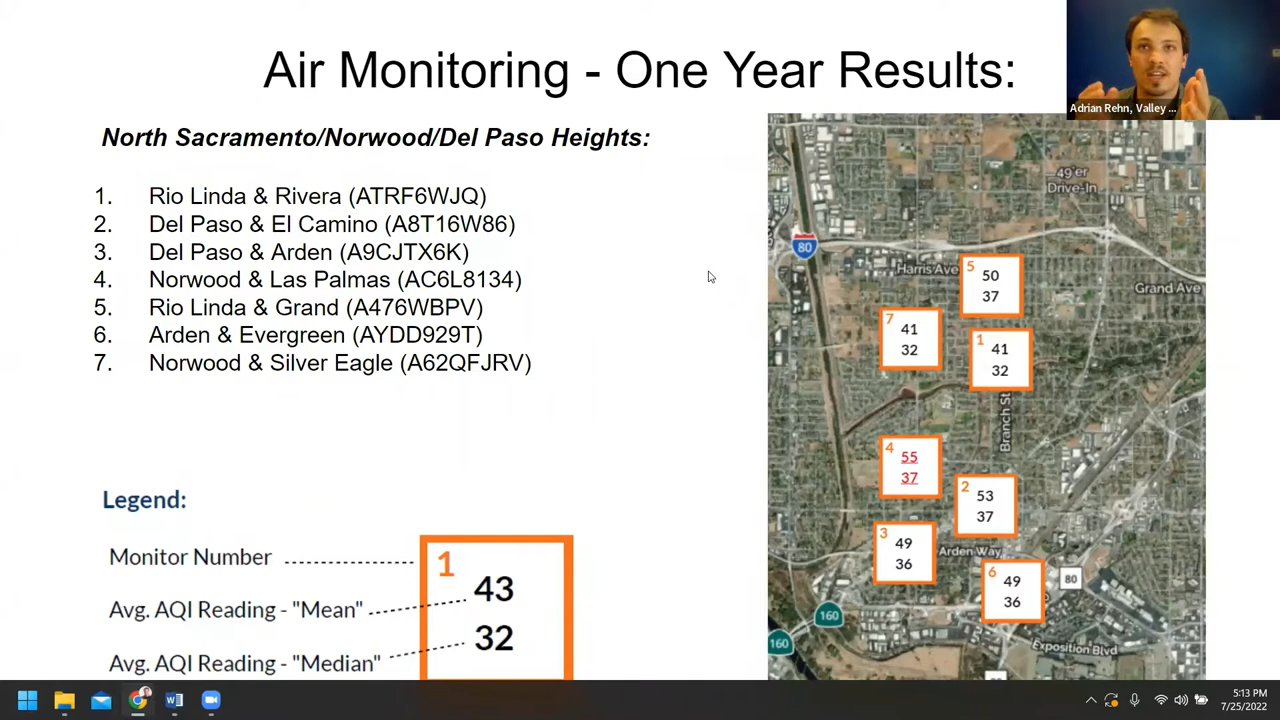 Air Monitoring - One Year Results:
Adrian Rehn, Valley ...
North Sacramento/Norwood/Del Paso Heights:
1. Rio Linda & Rivera (ATRF6WJQ)
2. Del Paso & El Camino (A8T16W86)
3. Del Paso & Arden (A9CJTX6K)
4. Norwood & Las Palmas (AC6L8134)
5. Rio Linda & Grand (A476WBPV)
6. Arden & Evergreen (AYDD929T)
7. Norwood & Silver Eagle (A62QFJRV)
49'er
Drive-In
80
Harris Ave
Grand Ave
5
50
37
7
41
32
1
41
32
Branch St
4
55
37
2
53
37
3
49
36
Arden Way
6
49
36
80
160
160
Exposition Blvd
Legend:
Monitor Number
Avg. AQI Reading - "Mean"
Avg. AQI Reading - "Median"
1
43
32
5:13 PM
7/25/2022